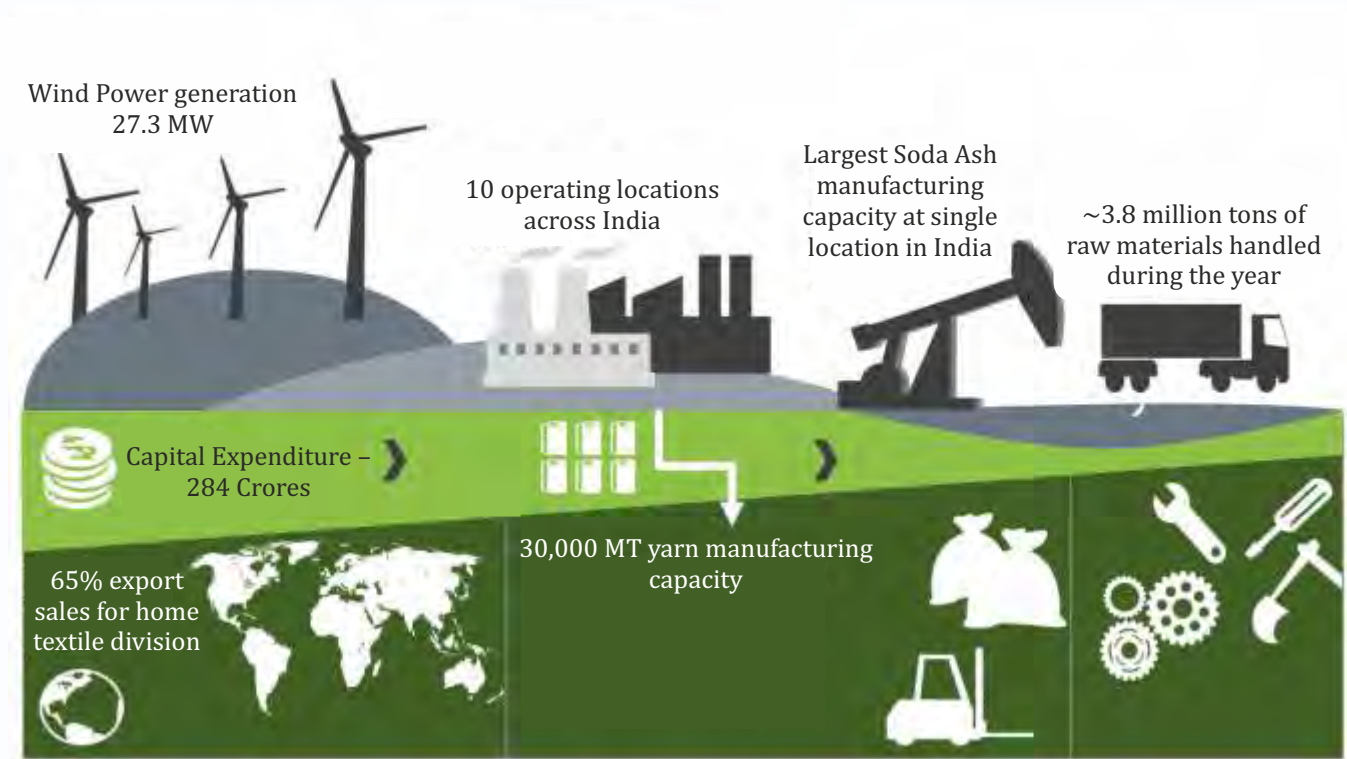 Wind Power generation
27.3 MW
10 operating locations
across India
Largest Soda Ash
manufacturing
capacity at single
location in India
~3.8 million tons of
raw materials handled
during the year
Capital Expenditure –
284 Crores
65% export
sales for home
textile division
30,000 MT yarn manufacturing
capacity